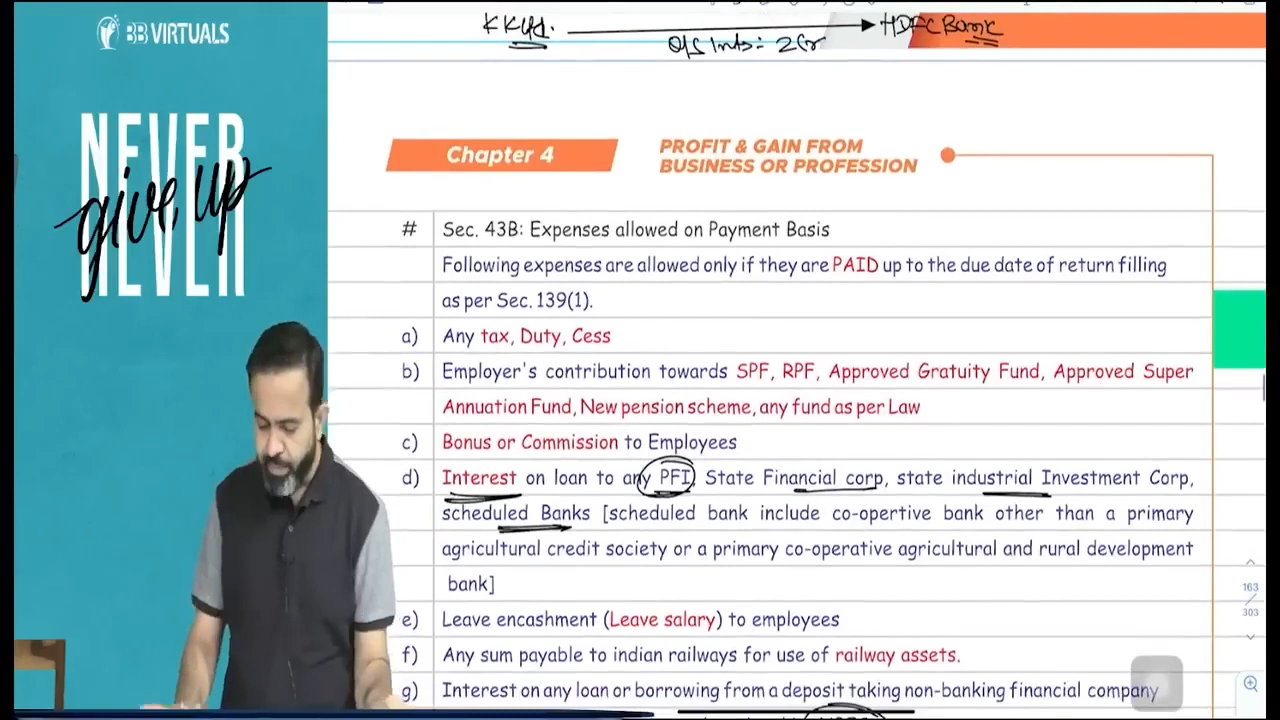 BB VIRTUALS
NEVER
give up
NEVER
KK Ltd. HDFC Bank
O/S Intt:- 2Cr
Chapter 4
PROFIT & GAIN FROM
BUSINESS OR PROFESSION
# Sec. 43B: Expenses allowed on Payment Basis
Following expenses are allowed only if they are PAID up to the due date of return filling
as per Sec. 139(1).
a) Any tax, Duty, Cess
b) Employer's contribution towards SPF, RPF, Approved Gratuity Fund, Approved Super
Annuation Fund, New pension scheme, any fund as per Law
c) Bonus or Commission to Employees
d) Interest on loan to any PFI, State Financial corp, state industrial Investment Corp,
scheduled Banks [scheduled bank include co-opertive bank other than a primary
agricultural credit society or a primary co-operative agricultural and rural development
bank]
e) Leave encashment (Leave salary) to employees
f) Any sum payable to indian railways for use of railway assets.
g) Interest on any loan or borrowing from a deposit taking non-banking financial company
163
303